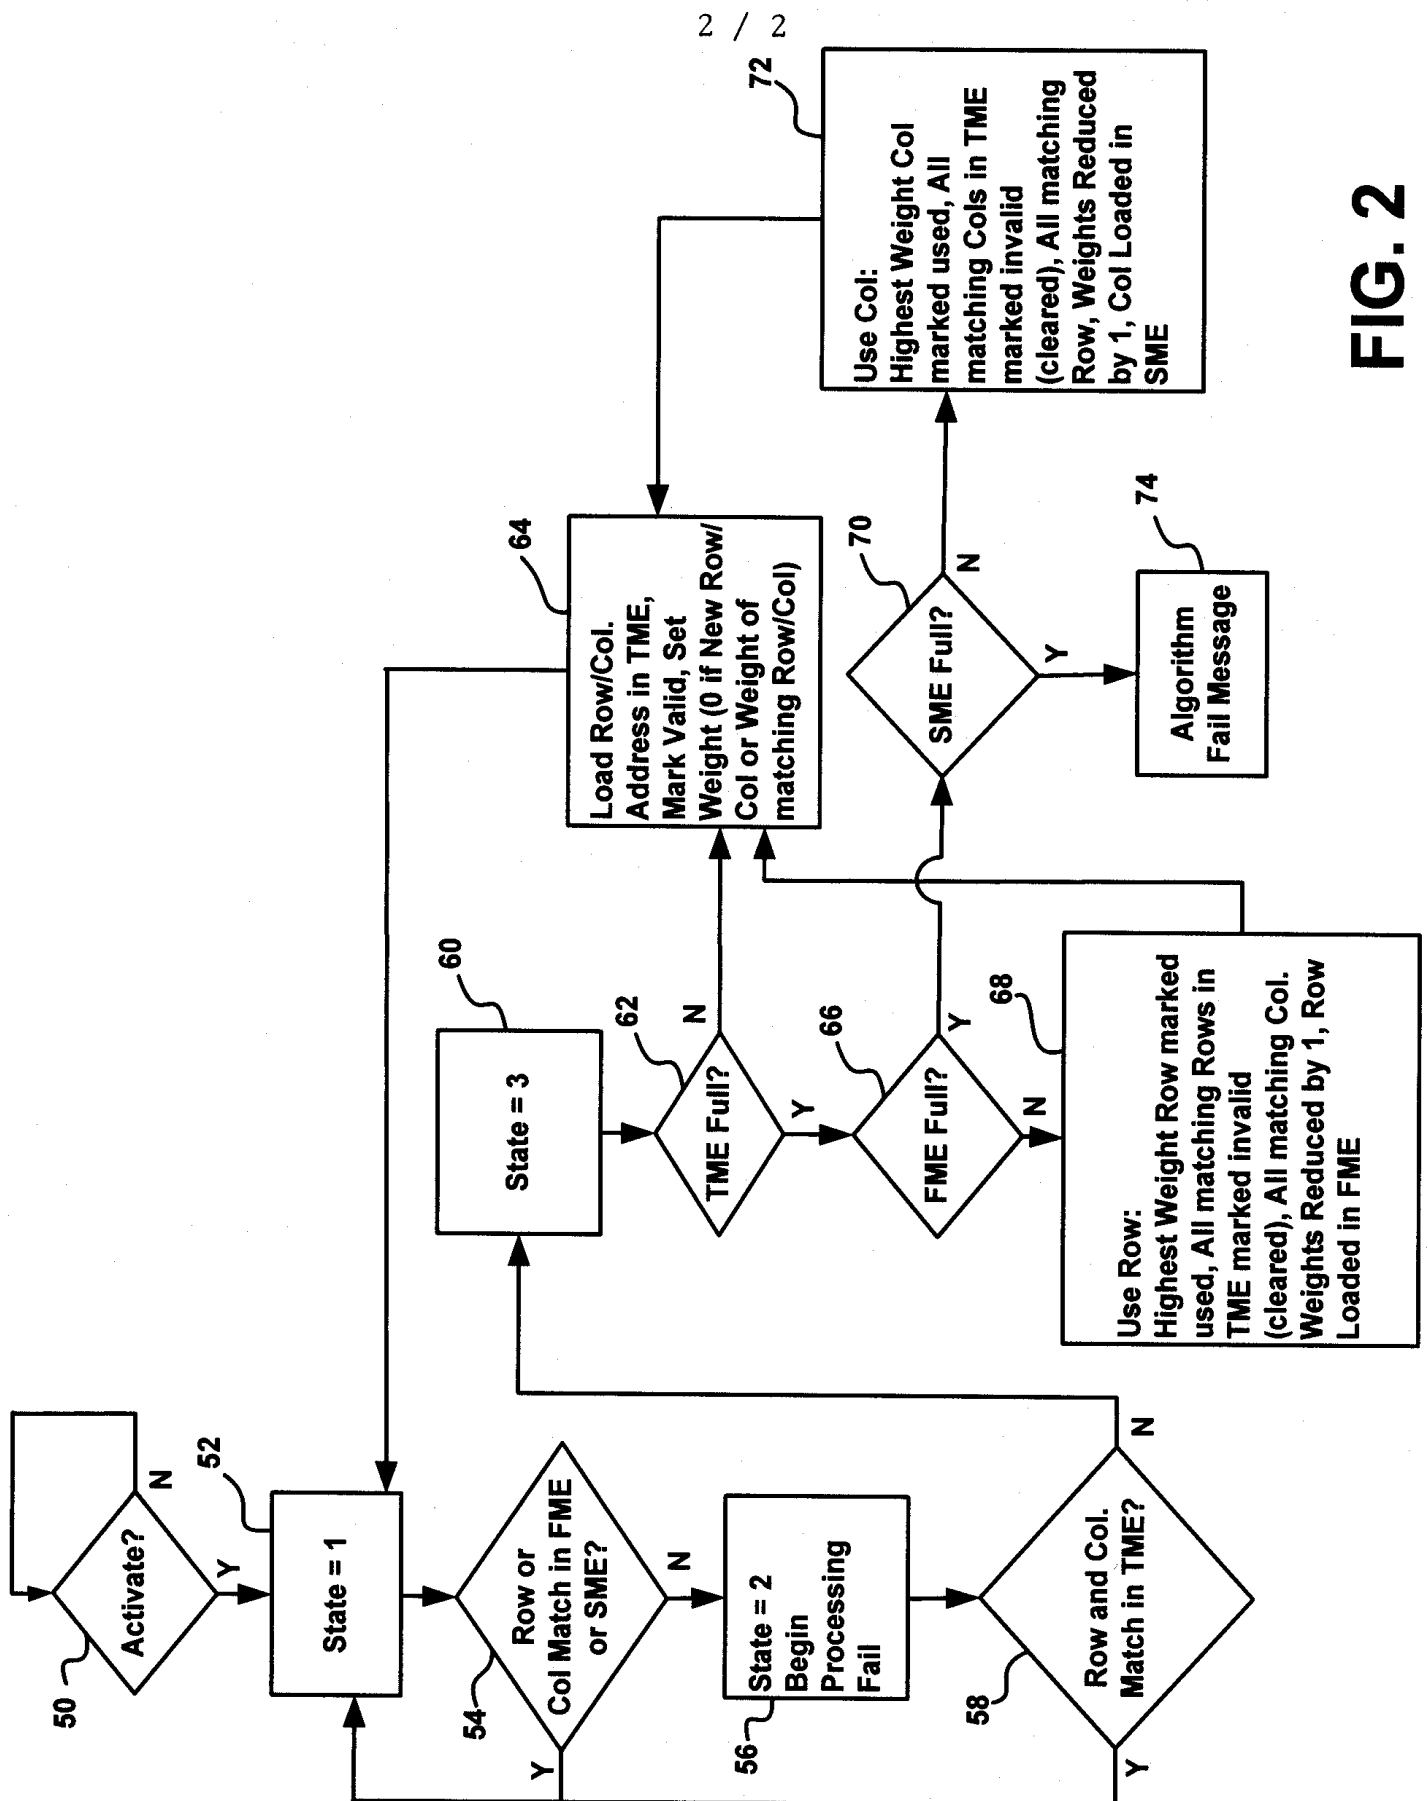 2 / 2
50
Activate?
N
Y
52
State = 1
54
Row or
Col Match in FME
or SME?
Y
N
56
State = 2
Begin
Processing
Fail
58
Row and Col.
Match in TME?
Y
N
60
State = 3
62
TME Full?
N
Y
64
Load Row/Col.
Address in TME,
Mark Valid, Set
Weight (0 if New Row/
Col or Weight of
matching Row/Col)
66
FME Full?
Y
N
68
Use Row:
Highest Weight Row marked
used, All matching Rows in
TME marked invalid
(cleared), All matching Col.
Weights Reduced by 1, Row
Loaded in FME
70
SME Full?
N
Y
72
Use Col:
Highest Weight Col
marked used, All
matching Cols in TME
marked invalid
(cleared), All matching
Row, Weights Reduced
by 1, Col Loaded in
SME
74
Algorithm
Fail Message
FIG. 2